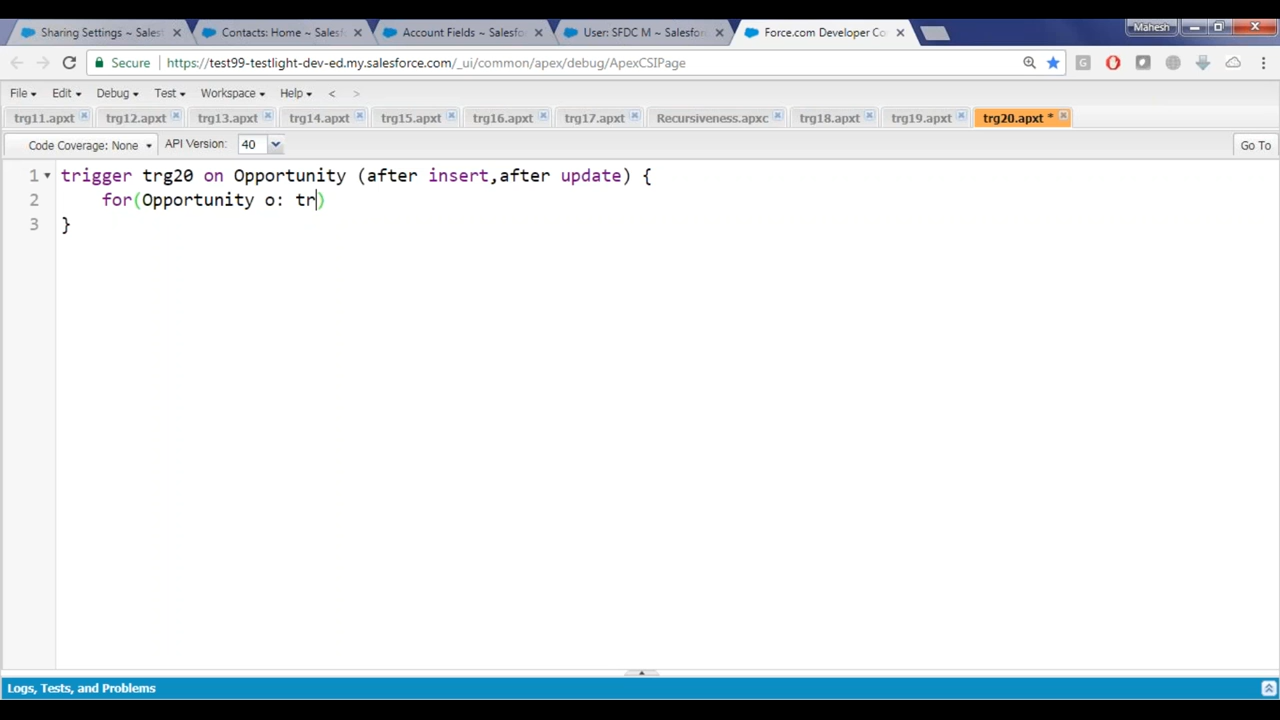 Sharing Settings ~ Salesf
Contacts: Home ~ Salesf
Account Fields ~ Salesfo
User: SFDC M ~ Salesfor
Force.com Developer Co
Mahesh
Secure
https://test99-testlight-dev-ed.my.salesforce.com/_ui/common/apex/debug/ApexCSIPage
File Edit Debug Test Workspace Help < >
trg11.apxt trg12.apxt trg13.apxt trg14.apxt trg15.apxt trg16.apxt trg17.apxt Recursiveness.apxc trg18.apxt trg19.apxt trg20.apxt *
Code Coverage: None API Version: 40 Go To
1 trigger trg20 on Opportunity (after insert,after update) {
2 for(Opportunity o: tr)
3 }
Logs, Tests, and Problems